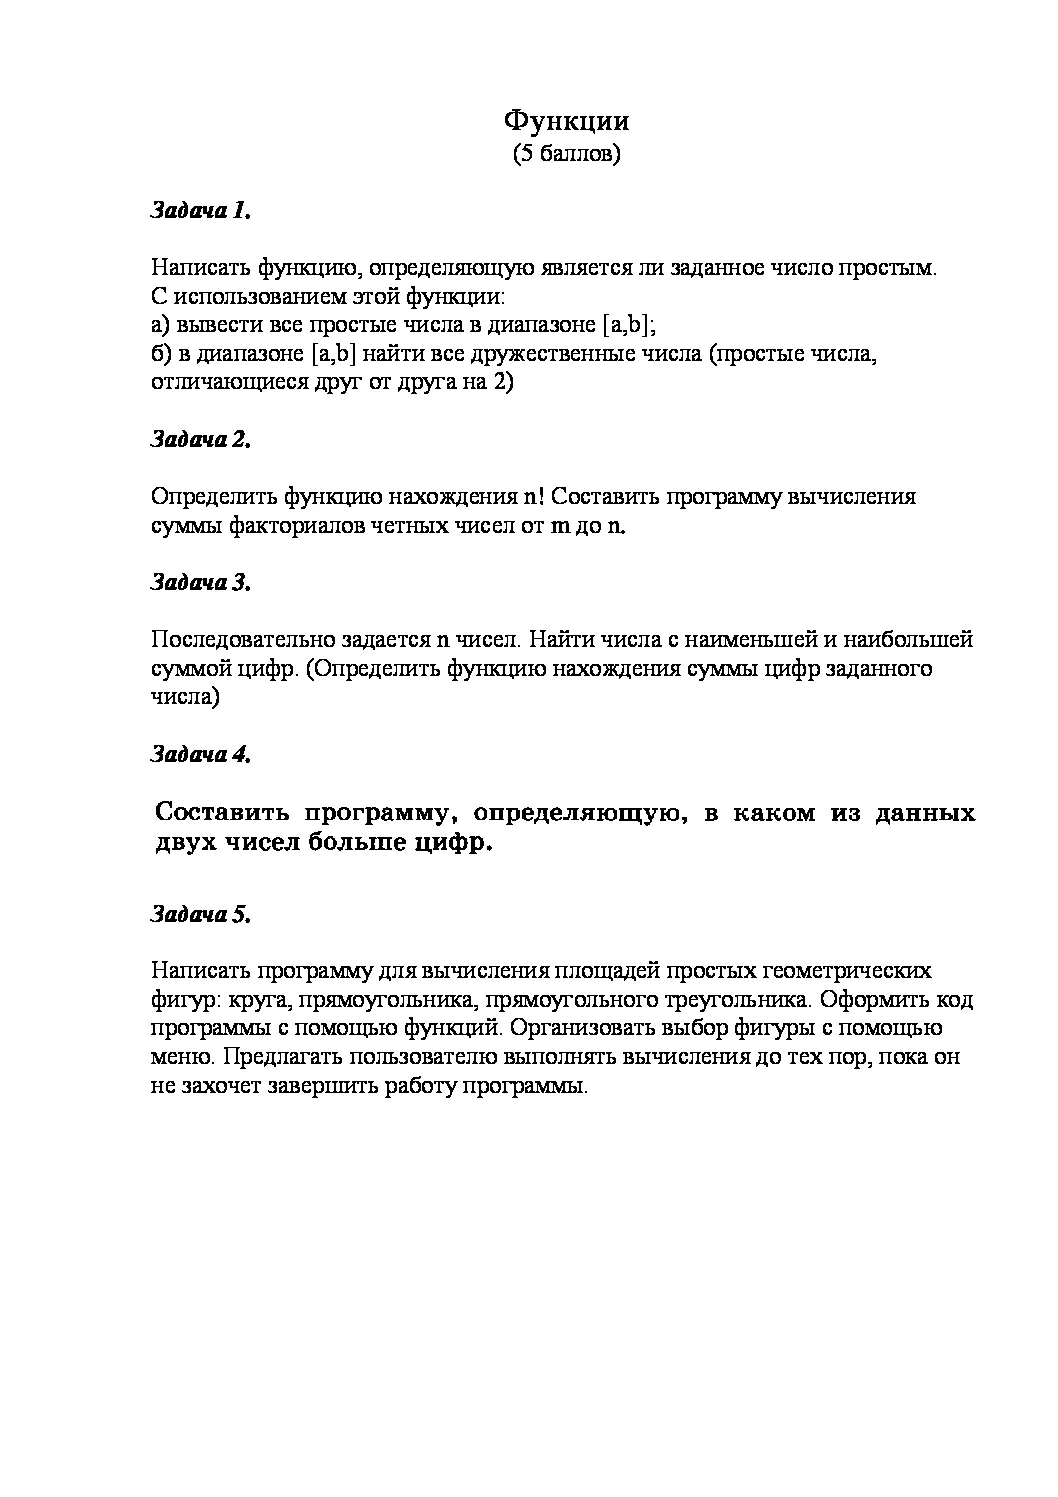 Функции
(5 баллов)
Задача 1.
Написать функцию, определяющую является ли заданное число простым.
С использованием этой функции:
а) вывести все простые числа в диапазоне [a,b];
б) в диапазоне [a,b] найти все дружественные числа (простые числа,
отличающиеся друг от друга на 2)
Задача 2.
Определить функцию нахождения n! Составить программу вычисления
суммы факториалов четных чисел от m до n.
Задача 3.
Последовательно задается n чисел. Найти числа с наименьшей и наибольшей
суммой цифр. (Определить функцию нахождения суммы цифр заданного
числа)
Задача 4.
Составить программу, определяющую, в каком из данных
двух чисел больше цифр.
Задача 5.
Написать программу для вычисления площадей простых геометрических
фигур: круга, прямоугольника, прямоугольного треугольника. Оформить код
программы с помощью функций. Организовать выбор фигуры с помощью
меню. Предлагать пользователю выполнять вычисления до тех пор, пока он
не захочет завершить работу программы.